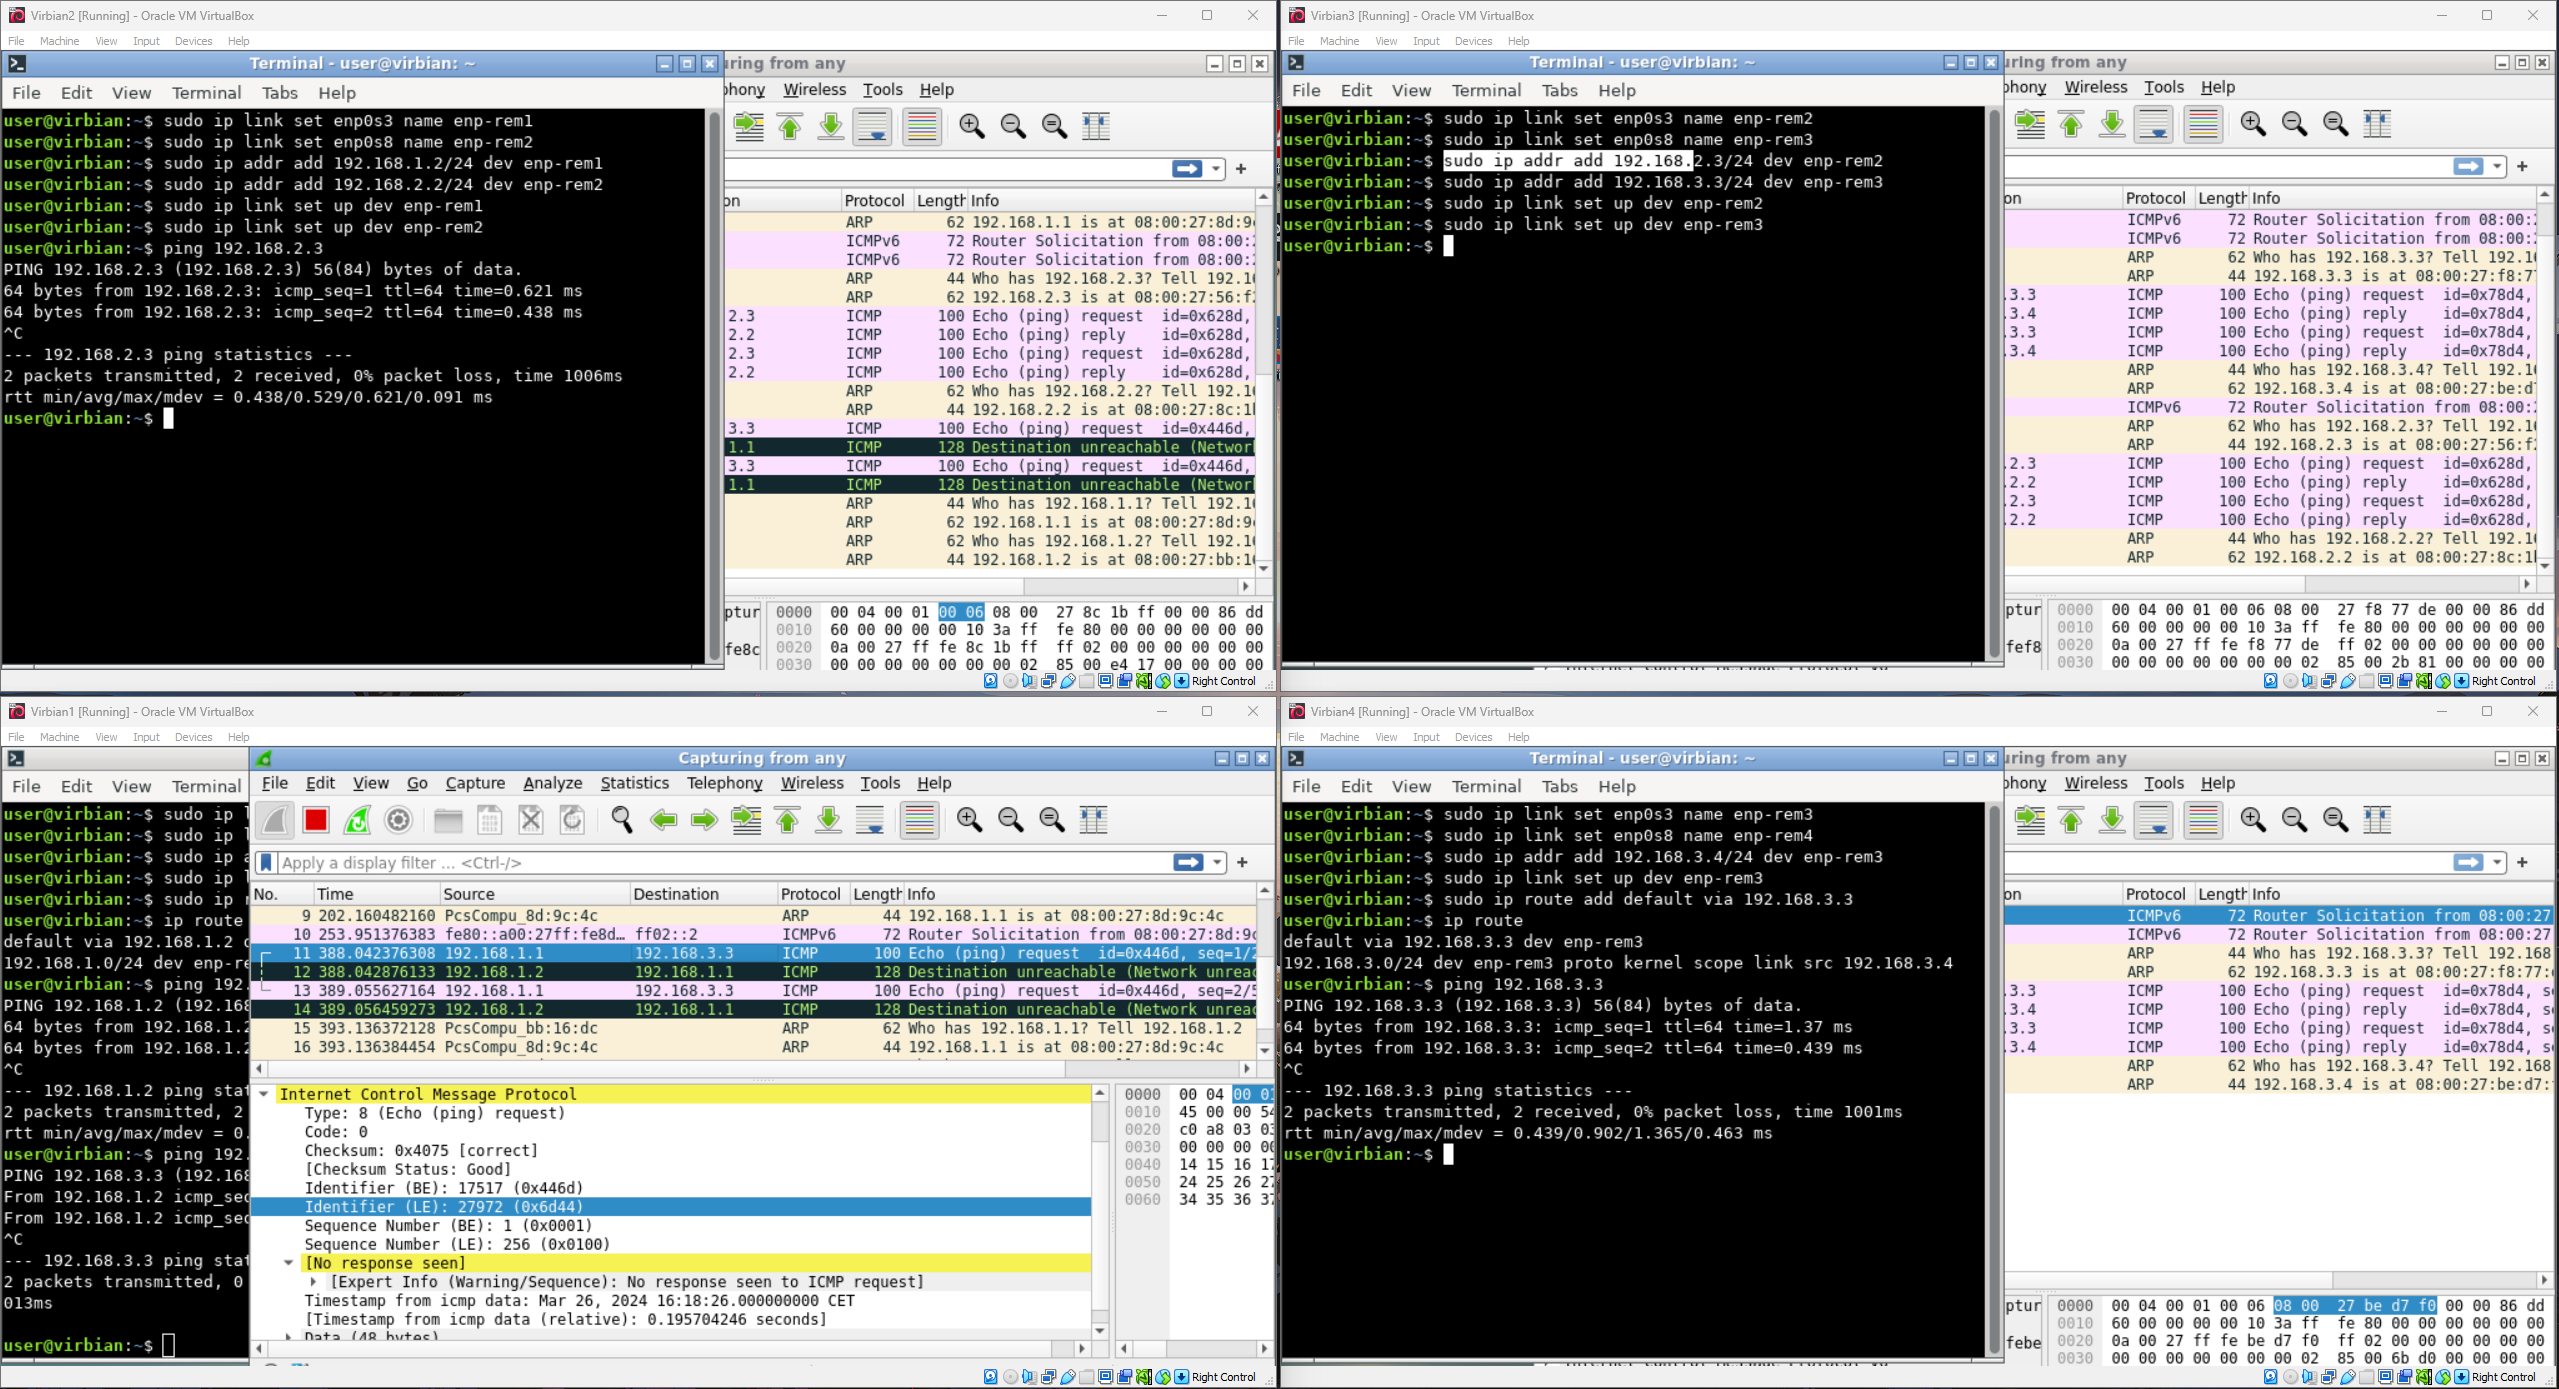 Virbian2 [Running] - Oracle VM VirtualBox
File Machine View Input Devices Help
Terminal - user@virbian: ~
File Edit View Terminal Tabs Help
user@virbian:~$ sudo ip link set enp0s3 name enp-rem1
user@virbian:~$ sudo ip link set enp0s8 name enp-rem2
user@virbian:~$ sudo ip addr add 192.168.1.2/24 dev enp-rem1
user@virbian:~$ sudo ip addr add 192.168.2.2/24 dev enp-rem2
user@virbian:~$ sudo ip link set up dev enp-rem1
user@virbian:~$ sudo ip link set up dev enp-rem2
user@virbian:~$ ping 192.168.2.3
PING 192.168.2.3 (192.168.2.3) 56(84) bytes of data.
64 bytes from 192.168.2.3: icmp_seq=1 ttl=64 time=0.621 ms
64 bytes from 192.168.2.3: icmp_seq=2 ttl=64 time=0.438 ms
^C
--- 192.168.2.3 ping statistics ---
2 packets transmitted, 2 received, 0% packet loss, time 1006ms
rtt min/avg/max/mdev = 0.438/0.529/0.621/0.091 ms
user@virbian:~$
uring from any
Wireless Tools Help
Protocol Length Info
ARP 62 192.168.1.1 is at 08:00:27:8d:9
ICMPv6 72 Router Solicitation from 08:00:
ICMPv6 72 Router Solicitation from 08:00:
ARP 44 Who has 192.168.2.3? Tell 192.1
ARP 62 192.168.2.3 is at 08:00:27:56:f
2.3 ICMP 100 Echo (ping) request id=0x628d,
2.2 ICMP 100 Echo (ping) reply id=0x628d,
2.3 ICMP 100 Echo (ping) request id=0x628d,
2.2 ICMP 100 Echo (ping) reply id=0x628d,
ARP 62 Who has 192.168.2.2? Tell 192.1
ARP 44 192.168.2.2 is at 08:00:27:8c:1
3.3 ICMP 100 Echo (ping) request id=0x446d,
1.1 ICMP 128 Destination unreachable (Networ
3.3 ICMP 100 Echo (ping) request id=0x446d,
1.1 ICMP 128 Destination unreachable (Networ
ARP 44 Who has 192.168.1.1? Tell 192.1
ARP 62 192.168.1.1 is at 08:00:27:8d:9
ARP 62 Who has 192.168.1.2? Tell 192.1
ARP 44 192.168.1.2 is at 08:00:27:bb:1
ptur 0000 00 04 00 01 00 06 08 00 27 8c 1b ff 00 00 86 dd
0010 60 00 00 00 00 10 3a ff fe 80 00 00 00 00 00 00
fe8c 0020 0a 00 27 ff fe 8c 1b ff ff 02 00 00 00 00 00 00
0030 00 00 00 00 00 00 00 02 85 00 e4 17 00 00 00 00
Right Control
Virbian3 [Running] - Oracle VM VirtualBox
File Machine View Input Devices Help
Terminal - user@virbian: ~
File Edit View Terminal Tabs Help
user@virbian:~$ sudo ip link set enp0s3 name enp-rem2
user@virbian:~$ sudo ip link set enp0s8 name enp-rem3
user@virbian:~$ sudo ip addr add 192.168.2.3/24 dev enp-rem2
user@virbian:~$ sudo ip addr add 192.168.3.3/24 dev enp-rem3
user@virbian:~$ sudo ip link set up dev enp-rem2
user@virbian:~$ sudo ip link set up dev enp-rem3
user@virbian:~$
uring from any
Wireless Tools Help
Protocol Length Info
ICMPv6 72 Router Solicitation from 08:00:
ICMPv6 72 Router Solicitation from 08:00:
ARP 62 Who has 192.168.3.3? Tell 192.1
ARP 44 192.168.3.3 is at 08:00:27:f8:7
.3.3 ICMP 100 Echo (ping) request id=0x78d4,
.3.4 ICMP 100 Echo (ping) reply id=0x78d4,
.3.3 ICMP 100 Echo (ping) request id=0x78d4,
.3.4 ICMP 100 Echo (ping) reply id=0x78d4,
ARP 44 Who has 192.168.3.4? Tell 192.1
ARP 62 192.168.3.4 is at 08:00:27:be:d
ICMPv6 72 Router Solicitation from 08:00:
ARP 62 Who has 192.168.2.3? Tell 192.1
ARP 44 192.168.2.3 is at 08:00:27:56:f
.2.3 ICMP 100 Echo (ping) request id=0x628d,
.2.2 ICMP 100 Echo (ping) reply id=0x628d,
.2.3 ICMP 100 Echo (ping) request id=0x628d,
.2.2 ICMP 100 Echo (ping) reply id=0x628d,
ARP 44 Who has 192.168.2.2? Tell 192.1
ARP 62 192.168.2.2 is at 08:00:27:8c:1
ptur 0000 00 04 00 01 00 06 08 00 27 f8 77 de 00 00 86 dd
0010 60 00 00 00 00 10 3a ff fe 80 00 00 00 00 00 00
fef8 0020 0a 00 27 ff fe f8 77 de ff 02 00 00 00 00 00 00
0030 00 00 00 00 00 00 00 02 85 00 2b 81 00 00 00 00
Right Control
Virbian1 [Running] - Oracle VM VirtualBox
File Machine View Input Devices Help
File Edit View Terminal
user@virbian:~$ sudo ip l
user@virbian:~$ sudo ip l
user@virbian:~$ sudo ip a
user@virbian:~$ sudo ip l
user@virbian:~$ sudo ip r
user@virbian:~$ ip route
default via 192.168.1.2 d
192.168.1.0/24 dev enp-re
user@virbian:~$ ping 192.
PING 192.168.1.2 (192.168
64 bytes from 192.168.1.2
64 bytes from 192.168.1.2
^C
--- 192.168.1.2 ping stat
2 packets transmitted, 2
rtt min/avg/max/mdev = 0.
user@virbian:~$ ping 192.
PING 192.168.3.3 (192.168
From 192.168.1.2 icmp_seq
From 192.168.1.2 icmp_seq
^C
--- 192.168.3.3 ping stat
2 packets transmitted, 0
013ms
user@virbian:~$
Capturing from any
File Edit View Go Capture Analyze Statistics Telephony Wireless Tools Help
Apply a display filter ... <Ctrl-/>
No. Time Source Destination Protocol Length Info
9 202.160482160 PcsCompu_8d:9c:4c ARP 44 192.168.1.1 is at 08:00:27:8d:9c:4c
10 253.951376383 fe80::a00:27ff:fe8d… ff02::2 ICMPv6 72 Router Solicitation from 08:00:27:8d:9c
11 388.042376308 192.168.1.1 192.168.3.3 ICMP 100 Echo (ping) request id=0x446d, seq=1/2
12 388.042876133 192.168.1.2 192.168.1.1 ICMP 128 Destination unreachable (Network unreac
13 389.055627164 192.168.1.1 192.168.3.3 ICMP 100 Echo (ping) request id=0x446d, seq=2/5
14 389.056459273 192.168.1.2 192.168.1.1 ICMP 128 Destination unreachable (Network unreac
15 393.136372128 PcsCompu_bb:16:dc ARP 62 Who has 192.168.1.1? Tell 192.168.1.2
16 393.136384454 PcsCompu_8d:9c:4c ARP 44 192.168.1.1 is at 08:00:27:8d:9c:4c
Internet Control Message Protocol
Type: 8 (Echo (ping) request)
Code: 0
Checksum: 0x4075 [correct]
[Checksum Status: Good]
Identifier (BE): 17517 (0x446d)
Identifier (LE): 27972 (0x6d44)
Sequence Number (BE): 1 (0x0001)
Sequence Number (LE): 256 (0x0100)
[No response seen]
[Expert Info (Warning/Sequence): No response seen to ICMP request]
Timestamp from icmp data: Mar 26, 2024 16:18:26.000000000 CET
[Timestamp from icmp data (relative): 0.195704246 seconds]
Data (48 bytes)
0000 00 04 00 01
0010 45 00 00 54
0020 c0 a8 03 03
0030 00 00 00 00
0040 14 15 16 17
0050 24 25 26 27
0060 34 35 36 37
Right Control
Virbian4 [Running] - Oracle VM VirtualBox
File Machine View Input Devices Help
Terminal - user@virbian: ~
File Edit View Terminal Tabs Help
user@virbian:~$ sudo ip link set enp0s3 name enp-rem3
user@virbian:~$ sudo ip link set enp0s8 name enp-rem4
user@virbian:~$ sudo ip addr add 192.168.3.4/24 dev enp-rem3
user@virbian:~$ sudo ip link set up dev enp-rem3
user@virbian:~$ sudo ip route add default via 192.168.3.3
user@virbian:~$ ip route
default via 192.168.3.3 dev enp-rem3
192.168.3.0/24 dev enp-rem3 proto kernel scope link src 192.168.3.4
user@virbian:~$ ping 192.168.3.3
PING 192.168.3.3 (192.168.3.3) 56(84) bytes of data.
64 bytes from 192.168.3.3: icmp_seq=1 ttl=64 time=1.37 ms
64 bytes from 192.168.3.3: icmp_seq=2 ttl=64 time=0.439 ms
^C
--- 192.168.3.3 ping statistics ---
2 packets transmitted, 2 received, 0% packet loss, time 1001ms
rtt min/avg/max/mdev = 0.439/0.902/1.365/0.463 ms
user@virbian:~$
uring from any
Wireless Tools Help
Protocol Length Info
ICMPv6 72 Router Solicitation from 08:00:27
ICMPv6 72 Router Solicitation from 08:00:27
ARP 44 Who has 192.168.3.3? Tell 192.168
ARP 62 192.168.3.3 is at 08:00:27:f8:77:
3.3 ICMP 100 Echo (ping) request id=0x78d4, s
3.4 ICMP 100 Echo (ping) reply id=0x78d4, s
3.3 ICMP 100 Echo (ping) request id=0x78d4, s
3.4 ICMP 100 Echo (ping) reply id=0x78d4, s
ARP 62 Who has 192.168.3.4? Tell 192.168
ARP 44 192.168.3.4 is at 08:00:27:be:d7:
ptur 0000 00 04 00 01 00 06 08 00 27 be d7 f0 00 00 86 dd
0010 60 00 00 00 00 10 3a ff fe 80 00 00 00 00 00 00
febe 0020 0a 00 27 ff fe be d7 f0 ff 02 00 00 00 00 00 00
0030 00 00 00 00 00 00 00 02 85 00 6b d0 00 00 00 00
Right Control